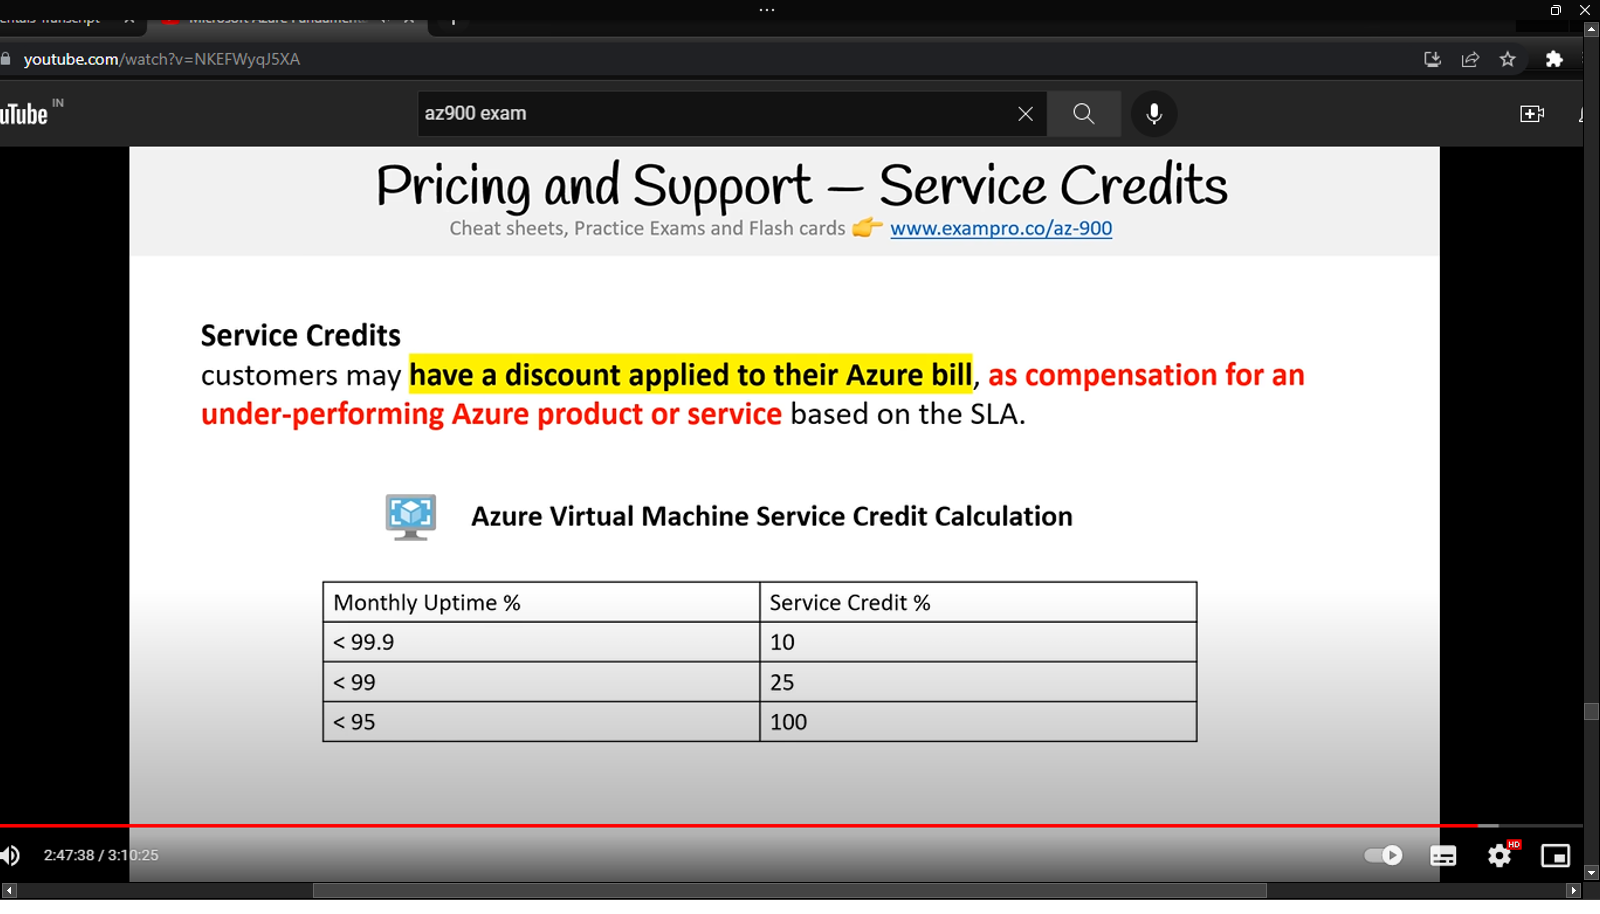 Microsoft Azure Fundament
youtube.com/watch?v=NKEFWyqJ5XA
uTube IN
az900 exam
Pricing and Support – Service Credits
Cheat sheets, Practice Exams and Flash cards 👉 www.exampro.co/az-900
Service Credits
customers may have a discount applied to their Azure bill, as compensation for an
under-performing Azure product or service based on the SLA.
Azure Virtual Machine Service Credit Calculation
Monthly Uptime % Service Credit %
< 99.9 10
< 99 25
< 95 100
2:47:38 / 3:10:25
HD